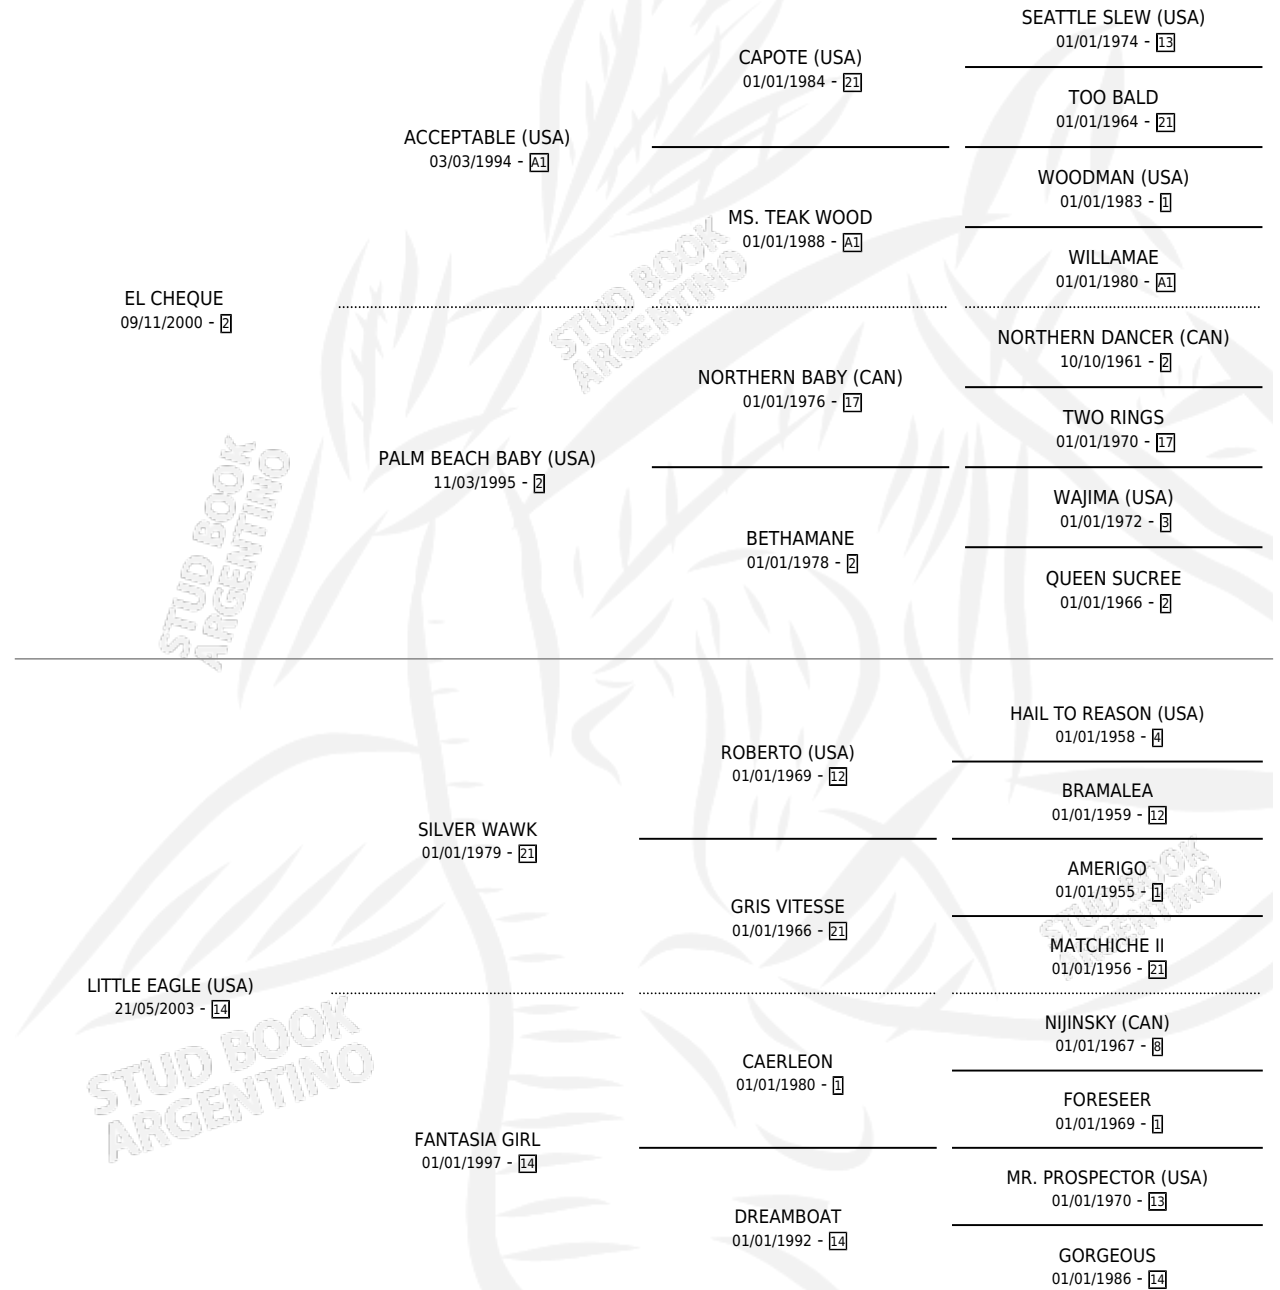 SEATTLE SLEW (USA)
01/01/1974 - 13
CAPOTE (USA)
01/01/1984 - 21
TOO BALD
01/01/1964 - 21
ACCEPTABLE (USA)
03/03/1994 - A1
WOODMAN (USA)
01/01/1983 - 1
MS. TEAK WOOD
01/01/1988 - A1
WILLAMAE
01/01/1980 - A1
EL CHEQUE
09/11/2000 - 2
STUD BOOK
ARGENTINO
NORTHERN DANCER (CAN)
10/10/1961 - 2
NORTHERN BABY (CAN)
01/01/1976 - 17
TWO RINGS
01/01/1970 - 17
PALM BEACH BABY (USA)
11/03/1995 - 2
WAJIMA (USA)
01/01/1972 - 3
BETHAMANE
01/01/1978 - 2
QUEEN SUCREE
01/01/1966 - 2
STUD BOOK
ARGENTINO
HAIL TO REASON (USA)
01/01/1958 - 4
ROBERTO (USA)
01/01/1969 - 12
BRAMALEA
01/01/1959 - 12
SILVER WAWK
01/01/1979 - 21
AMERIGO
01/01/1955 - 1
GRIS VITESSE
01/01/1966 - 21
MATCHICHE II
01/01/1956 - 21
STUD BOOK
ARGENTINO
LITTLE EAGLE (USA)
21/05/2003 - 14
STUD BOOK
ARGENTINO
NIJINSKY (CAN)
01/01/1967 - 8
CAERLEON
01/01/1980 - 1
FORESEER
01/01/1969 - 1
FANTASIA GIRL
01/01/1997 - 14
MR. PROSPECTOR (USA)
01/01/1970 - 13
DREAMBOAT
01/01/1992 - 14
GORGEOUS
01/01/1986 - 14